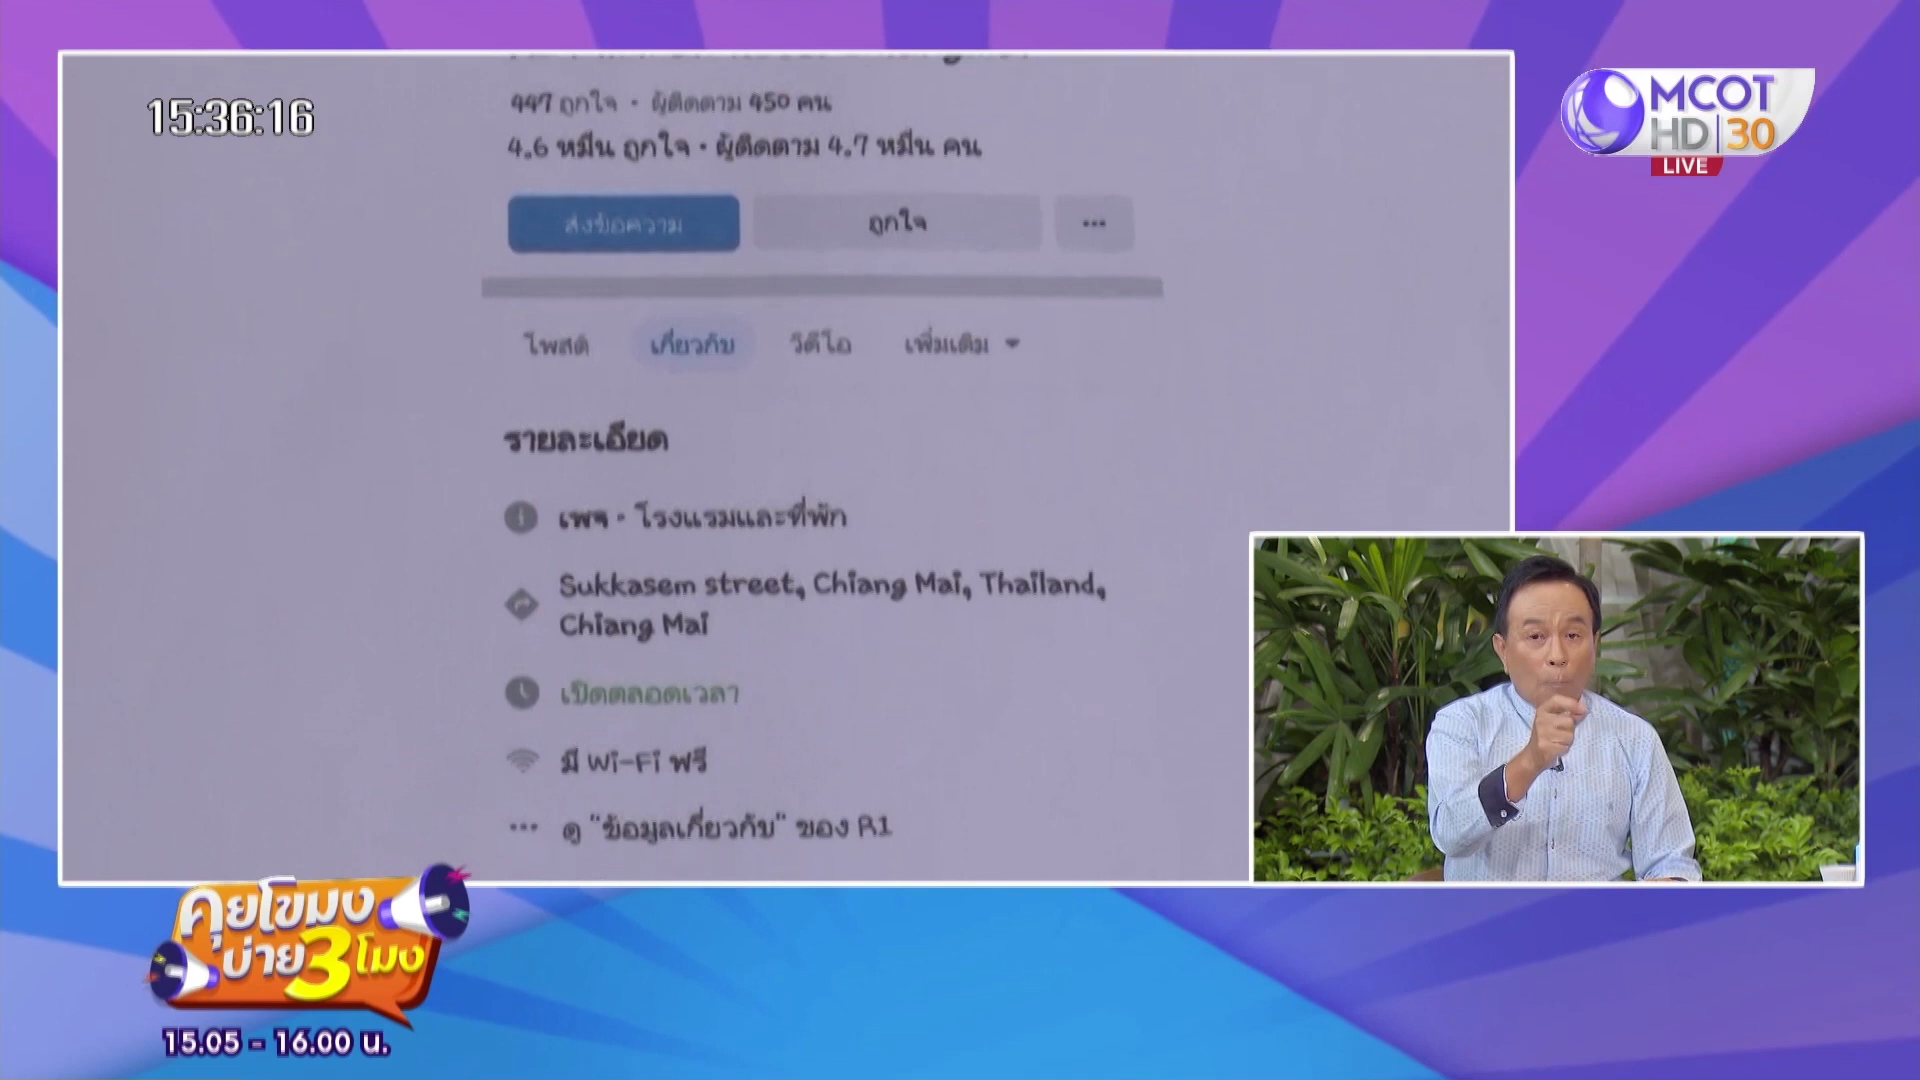 15:36:16
447 ถูกใจ · ผู้ติดตาม 450 คน
4.6 หมื่น ถูกใจ · ผู้ติดตาม 4.7 หมื่น คน
ส่งข้อความ
ถูกใจ
...
โพสต์ เกี่ยวกับ วิดีโอ เพิ่มเติม
รายละเอียด
เพจ · โรงแรมและที่พัก
Sukkasem street, Chiang Mai, Thailand,
Chiang Mai
เปิดตลอดเวลา
มี Wi-Fi ฟรี
... ดู "ข้อมูลเกี่ยวกับ" ของ R1
MCOT
HD|30
LIVE
คุยโขมง
บ่าย 3 โมง
15.05 - 16.00 น.